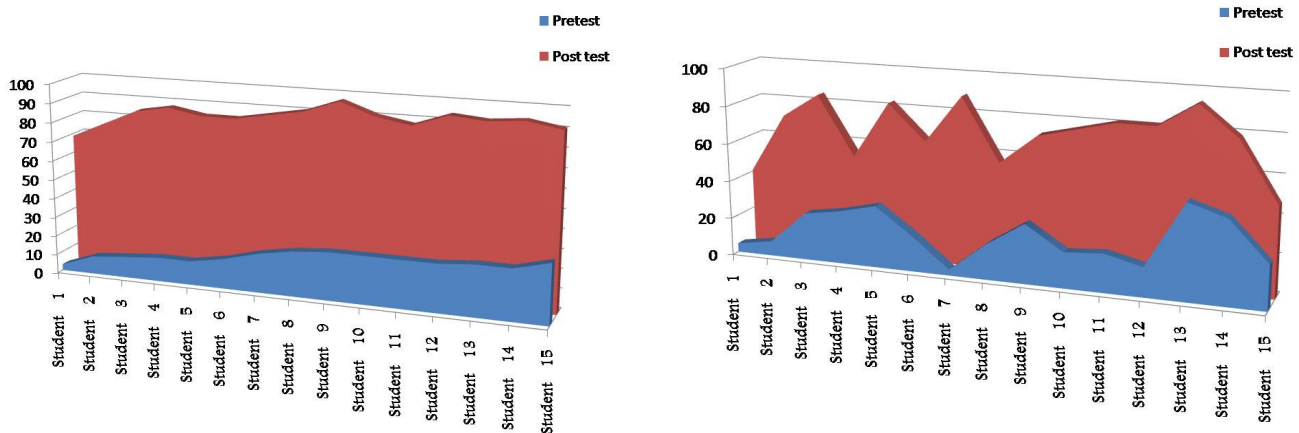 Pretest
Post test
100
90
80
70
60
50
40
30
20
10
0
Student 1
Student 2
Student 3
Student 4
Student 5
Student 6
Student 7
Student 8
Student 9
Student 10
Student 11
Student 12
Student 13
Student 14
Student 15
Pretest
Post test
100
80
60
40
20
0
Student 1
Student 2
Student 3
Student 4
Student 5
Student 6
Student 7
Student 8
Student 9
Student 10
Student 11
Student 12
Student 13
Student 14
Student 15